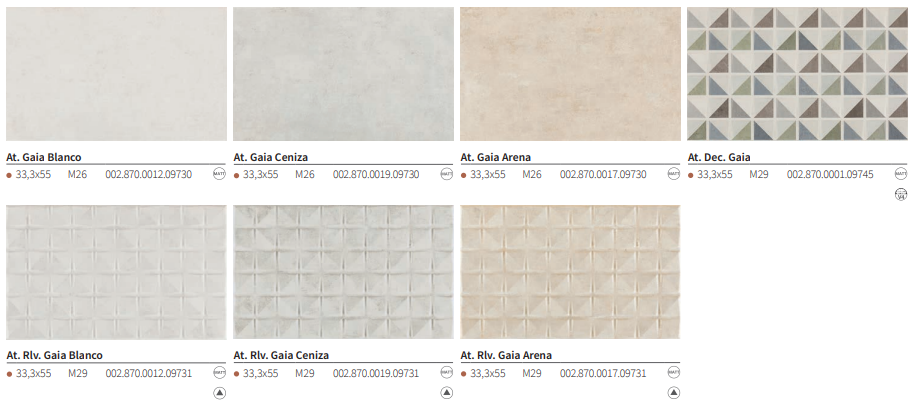 At. Gaia Blanco
33,3x55 M26 002.870.0012.09730 MATT
At. Gaia Ceniza
33,3x55 M26 002.870.0019.09730 MATT
At. Gaia Arena
33,3x55 M26 002.870.0017.09730 MATT
At. Dec. Gaia
33,3x55 M29 002.870.0001.09745 MATT
V4
At. Rlv. Gaia Blanco
33,3x55 M29 002.870.0012.09731 MATT
At. Rlv. Gaia Ceniza
33,3x55 M29 002.870.0019.09731 MATT
At. Rlv. Gaia Arena
33,3x55 M29 002.870.0017.09731 MATT